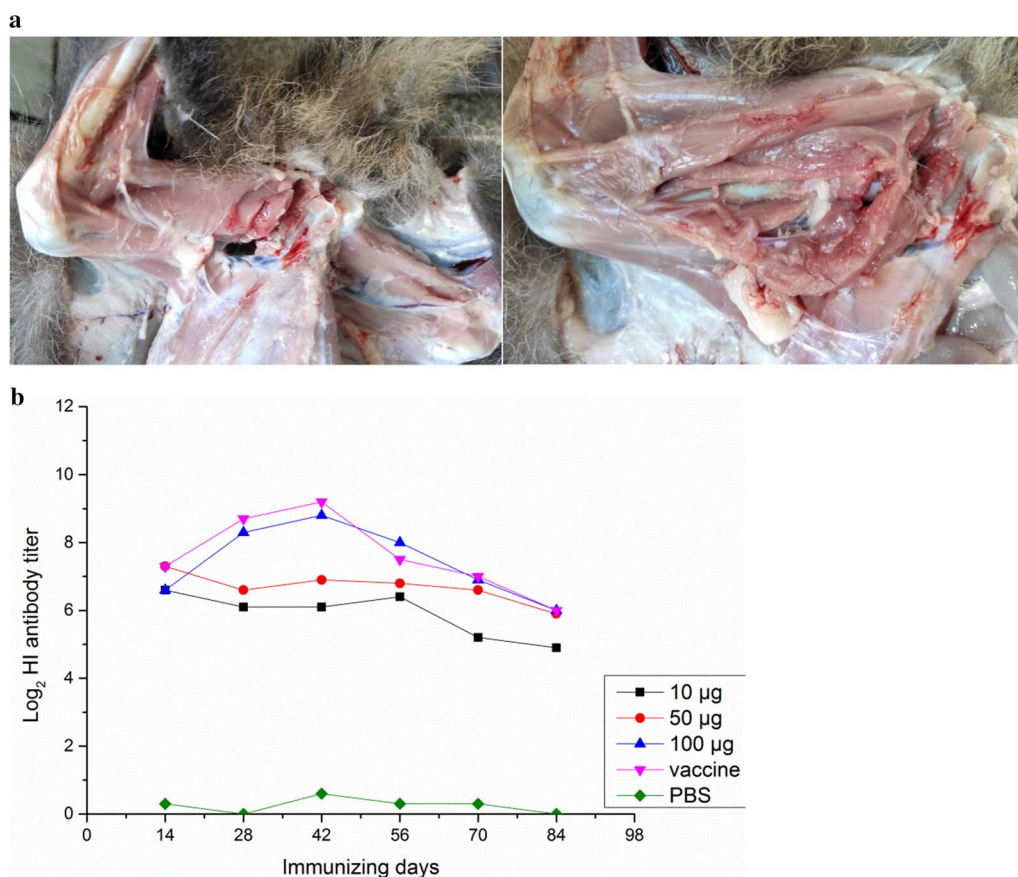 a
b
12
10
8
6
4
2
0
Log₂ HI antibody titer
0 14 28 42 56 70 84 98
Immunizing days
10 µg
50 µg
100 µg
vaccine
PBS